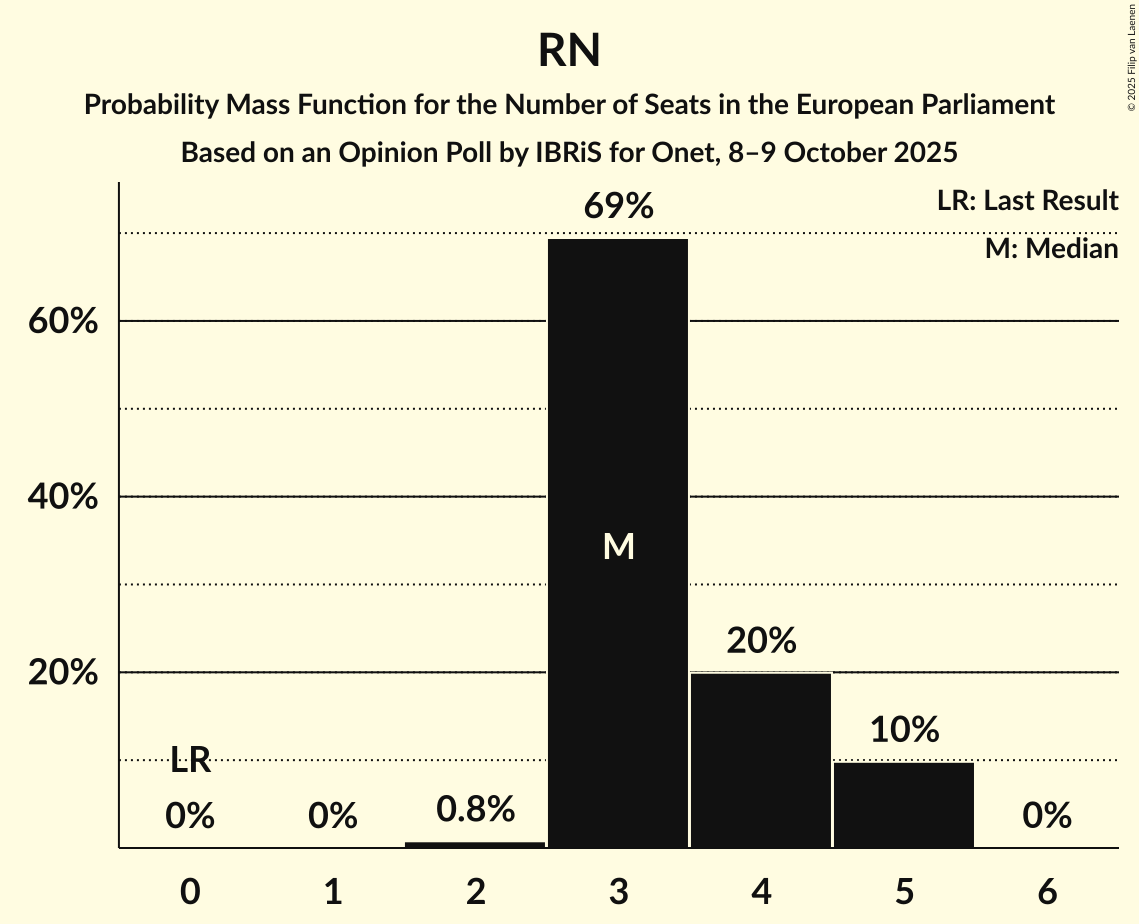 RN
Probability Mass Function for the Number of Seats in the European Parliament
Based on an Opinion Poll by IBRiS for Onet, 8–9 October 2025
© 2025 Filip van Laenen
LR: Last Result
M: Median
69%
60%
40%
M
20%
20%
10%
LR
0%
0%
0.8%
0%
0
1
2
3
4
5
6